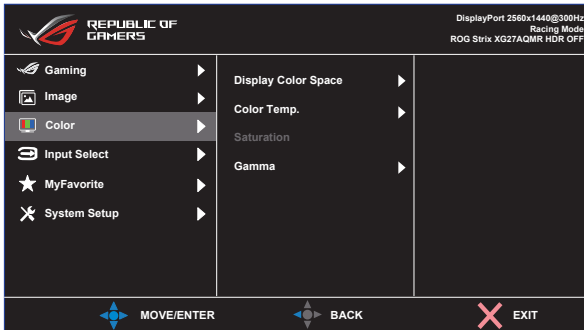 REPUBLIC OF
GAMERS
DisplayPort 2560x1440@300Hz
Racing Mode
ROG Strix XG27AQMR HDR OFF
Gaming
Image
Color
Input Select
MyFavorite
System Setup
Display Color Space
Color Temp.
Saturation
Gamma
MOVE/ENTER
BACK
EXIT